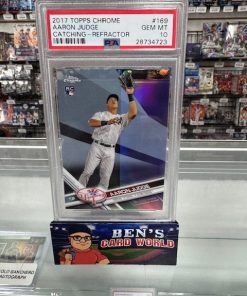 2017 TOPPS CHROME #169
AARON JUDGE GEM MT
CATCHING - REFRACTOR 10
PSA 28734723
Chrome
RC
AARON JUDGE
BEN'S
CARD WORLD